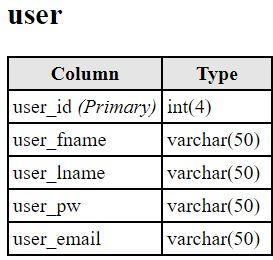 user
Column Type
user_id (Primary) int(4)
user_fname varchar(50)
user_lname varchar(50)
user_pw varchar(50)
user_email varchar(50)